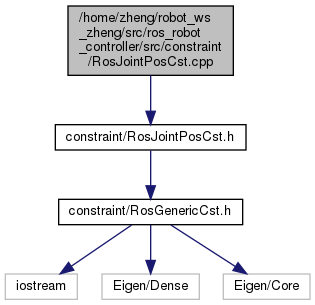 /home/zheng/robot_ws
_zheng/src/ros_robot
_controller/src/constraint
/RosJointPosCst.cpp
constraint/RosJointPosCst.h
constraint/RosGenericCst.h
iostream
Eigen/Dense
Eigen/Core